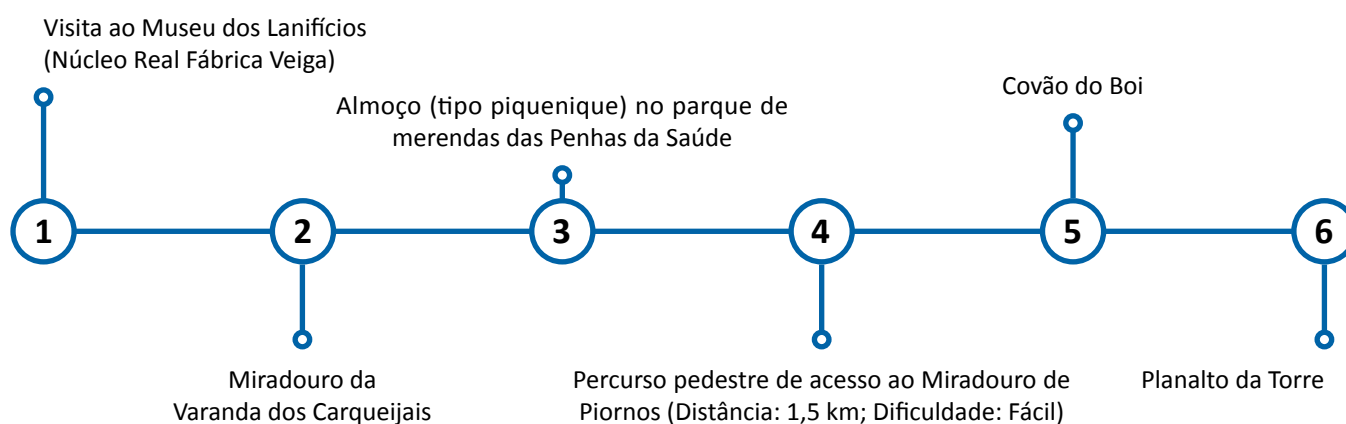 Visita ao Museu dos Lanifícios
(Núcleo Real Fábrica Veiga)
Almoço (tipo piquenique) no parque de
merendas das Penhas da Saúde
Covão do Boi
1
2
3
4
5
6
Miradouro da
Varanda dos Carqueijais
Percurso pedestre de acesso ao Miradouro de
Piornos (Distância: 1,5 km; Dificuldade: Fácil)
Planalto da Torre